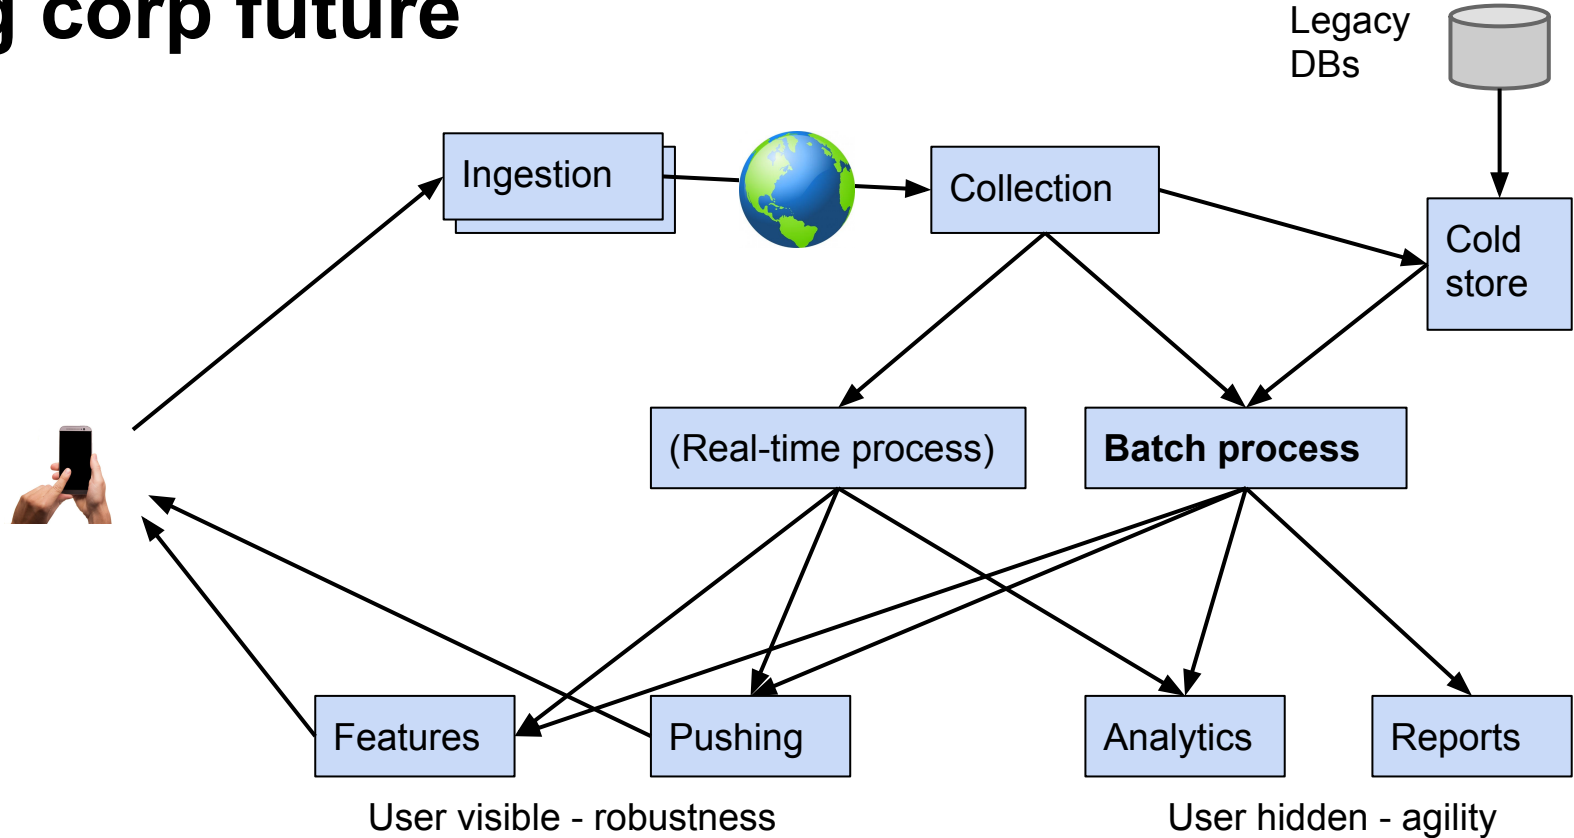 g corp future
Legacy
DBs
Ingestion
Collection
Cold
store
(Real-time process)
Batch process
Features
Pushing
Analytics
Reports
User visible - robustness
User hidden - agility